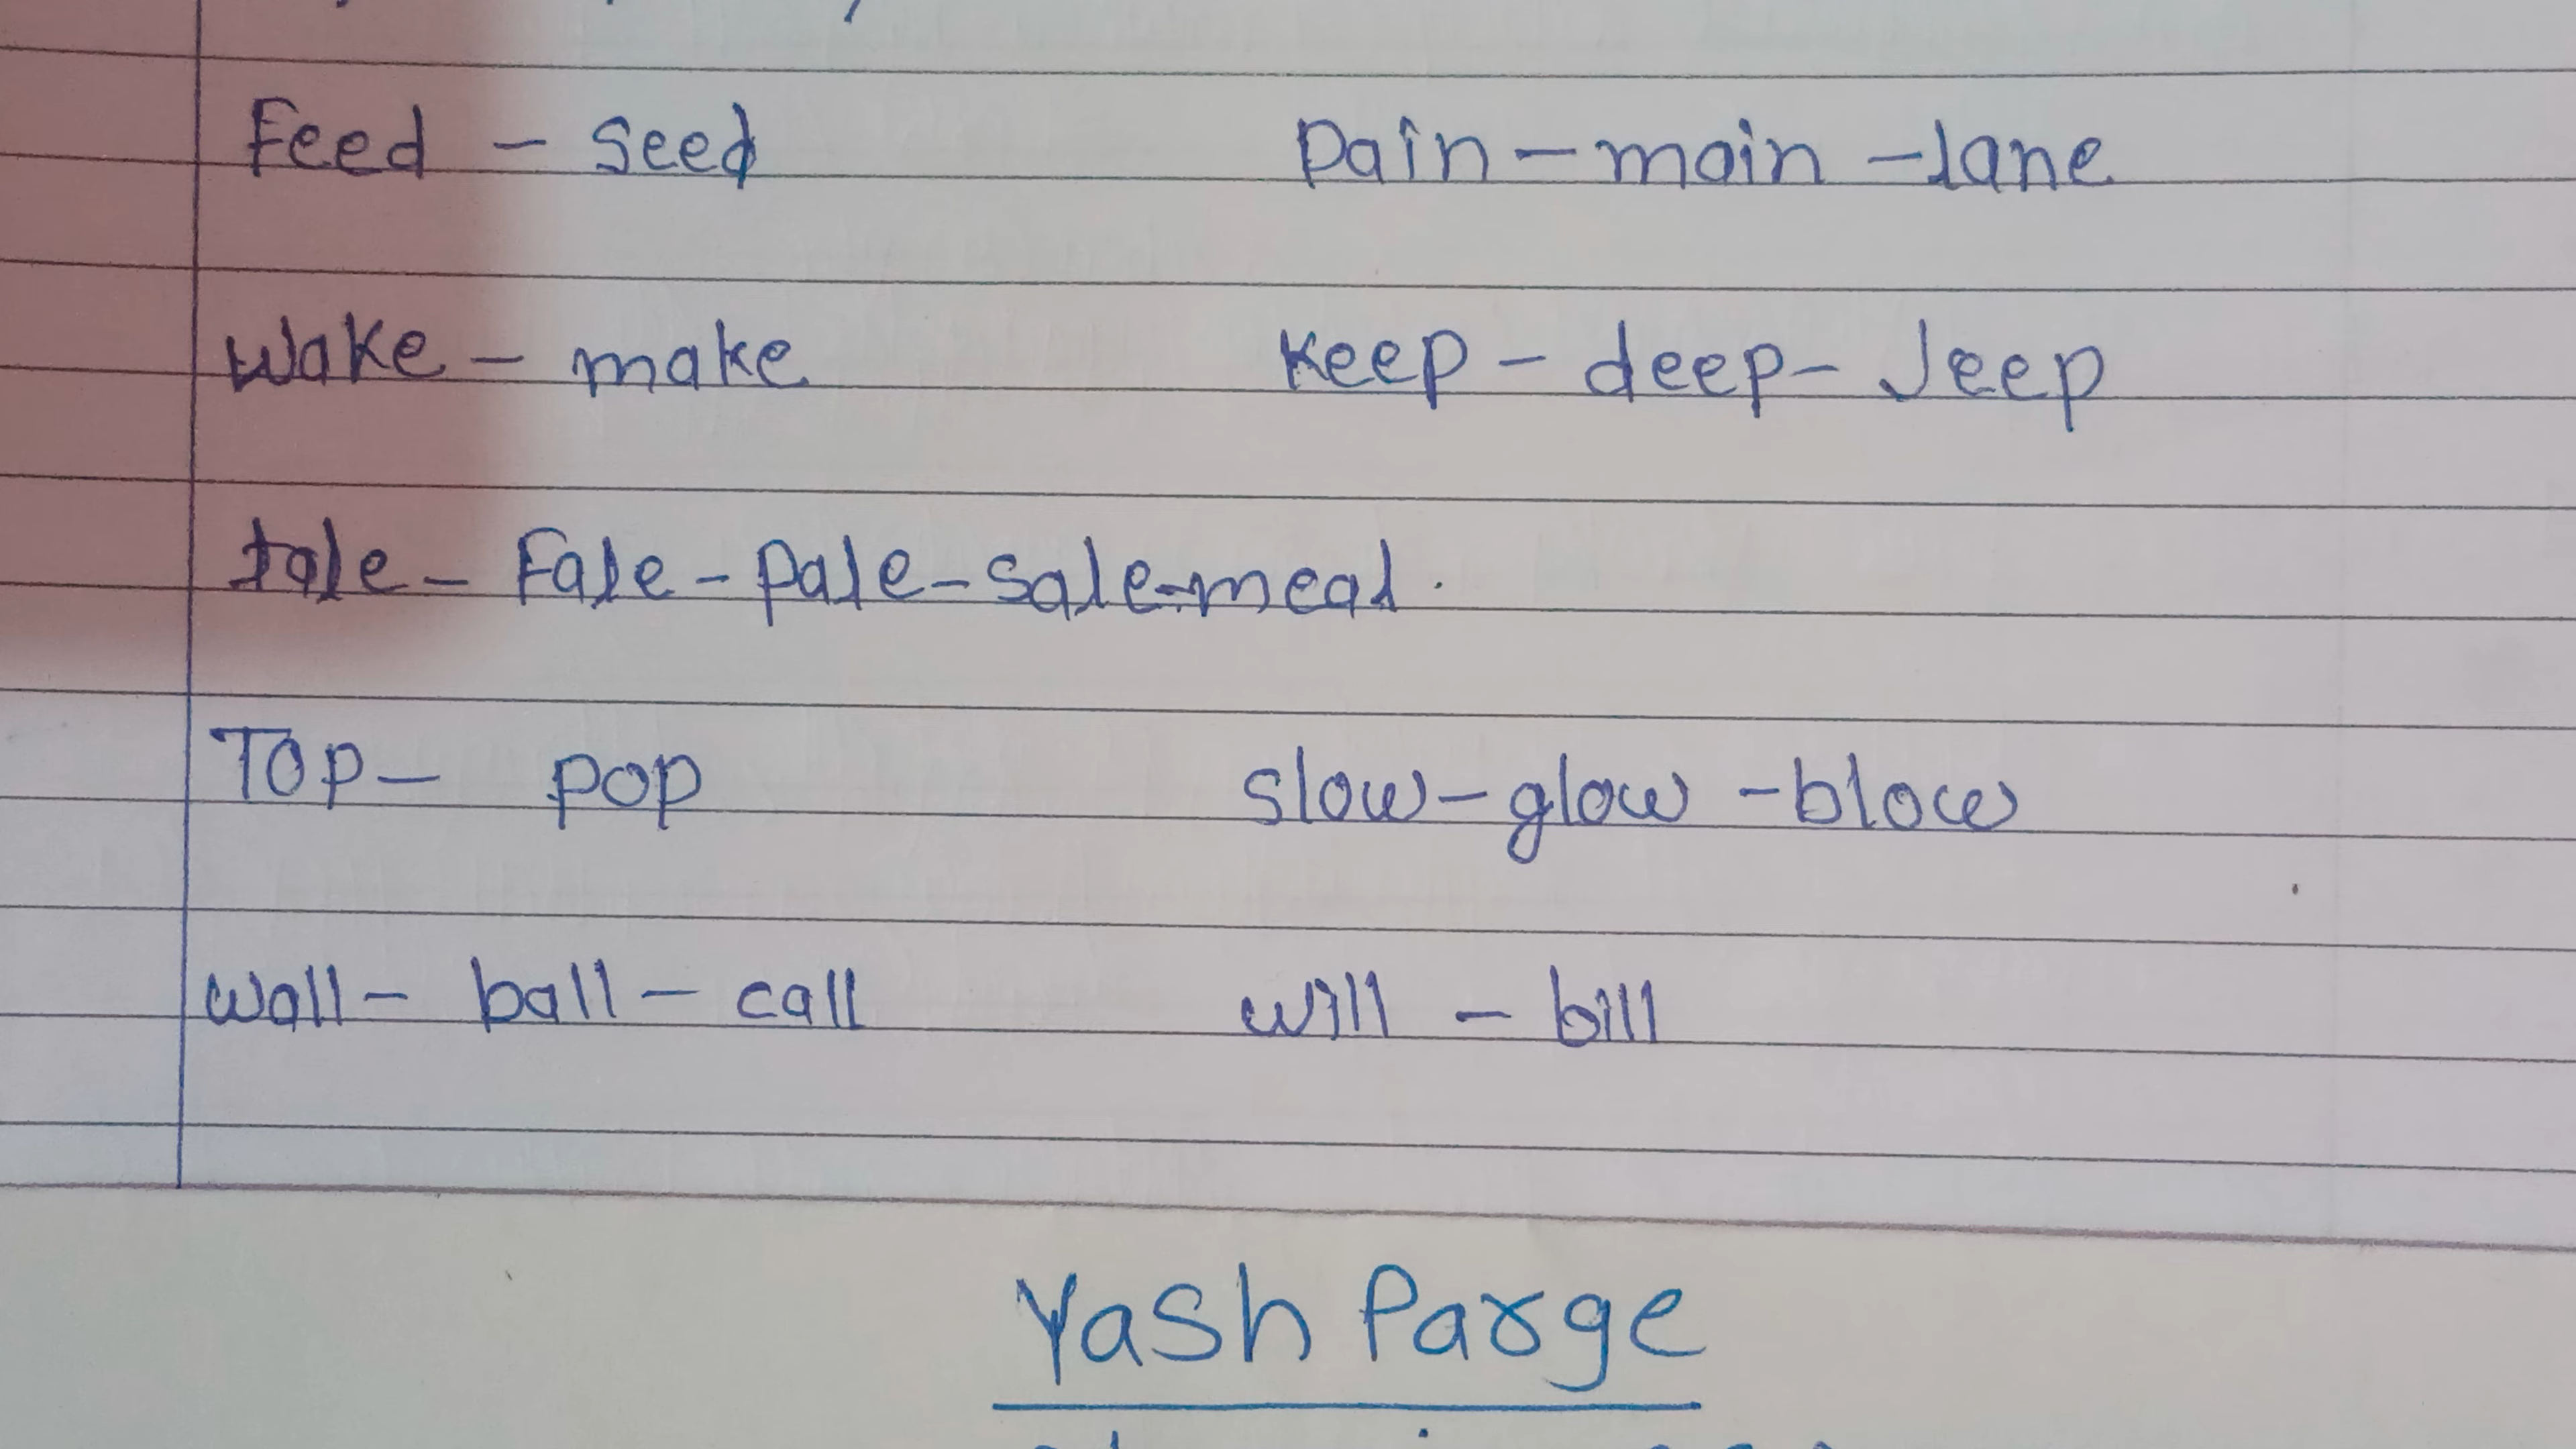 Feed - seed pain - main - lane
Wake - make Keep - deep - Jeep
tale - Fale - pale - sale - meal.
Top - pop slow - glow - blow
wall - ball - call will - bill
Yash Parge